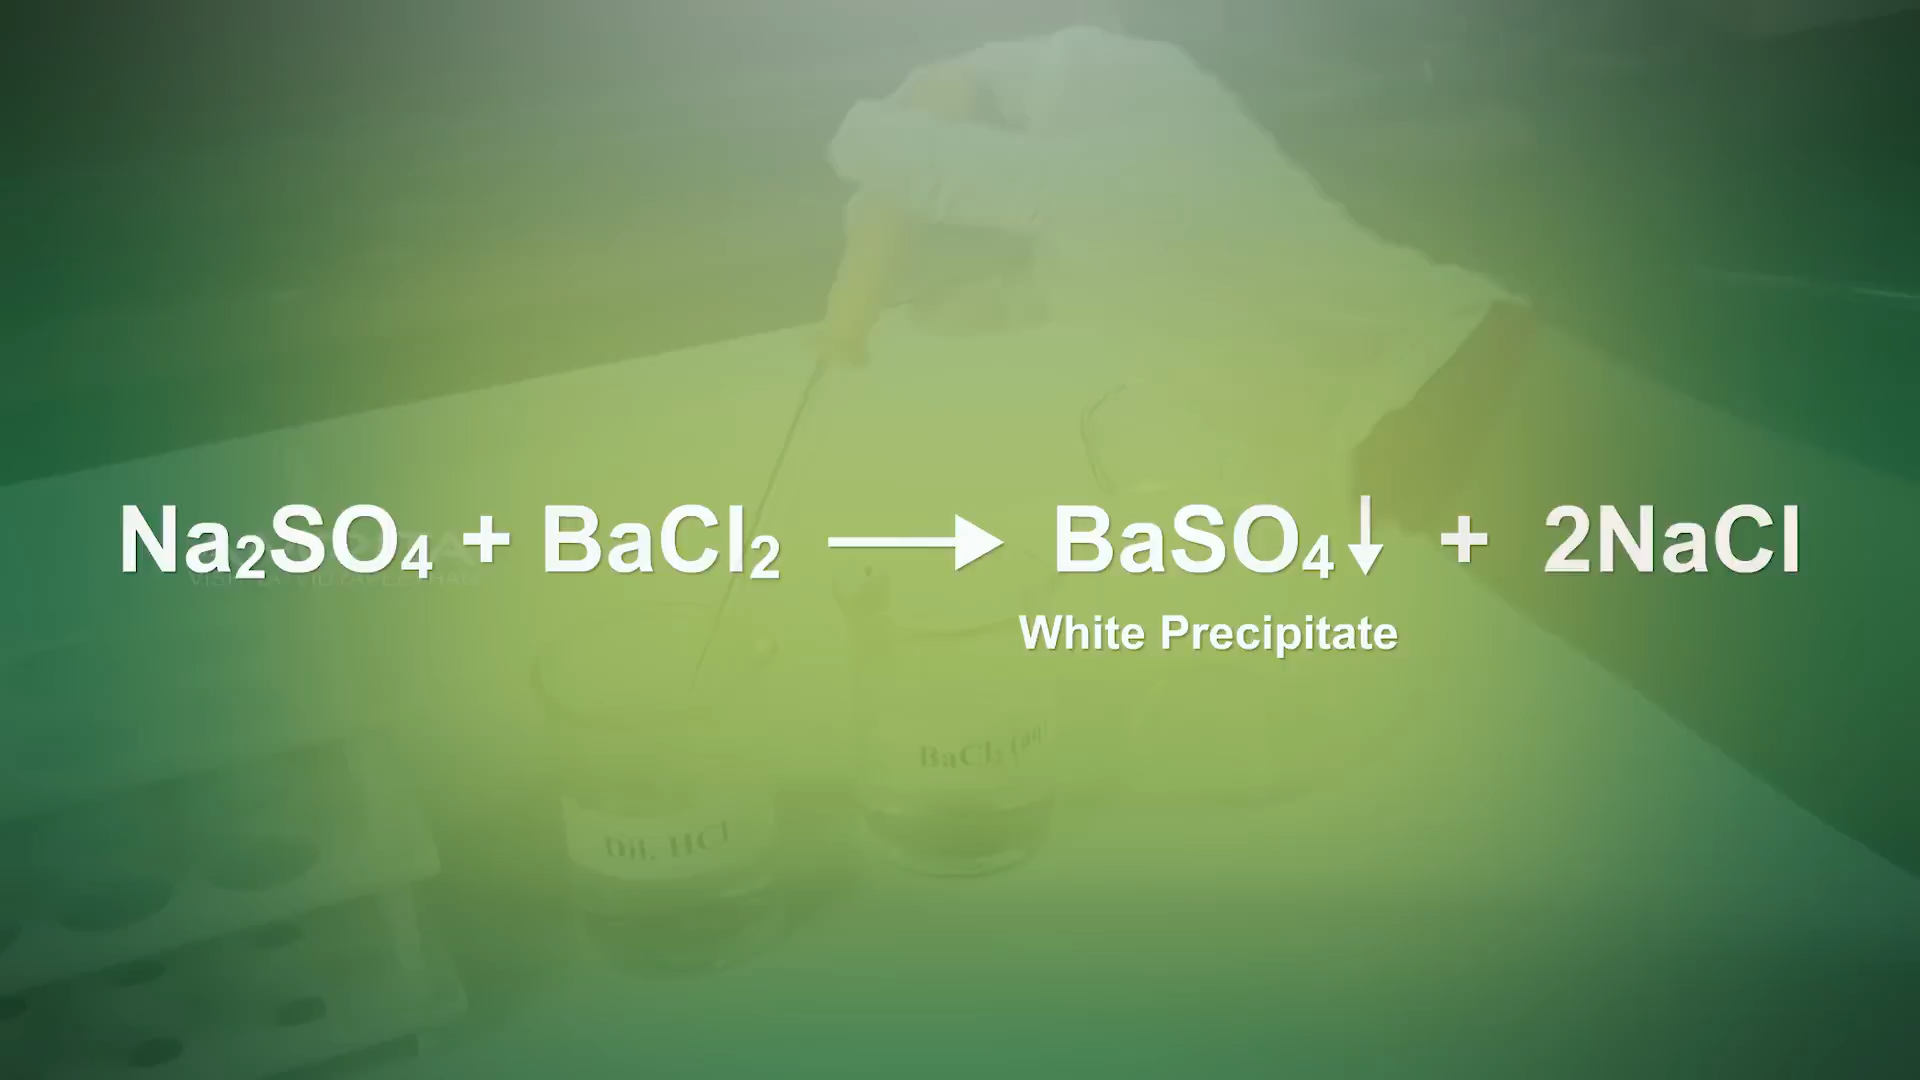 Na₂SO₄ + BaCl₂ ⟶ BaSO₄↓ + 2NaCl
White Precipitate
BaCl₂ (aq)
Dil. HCl